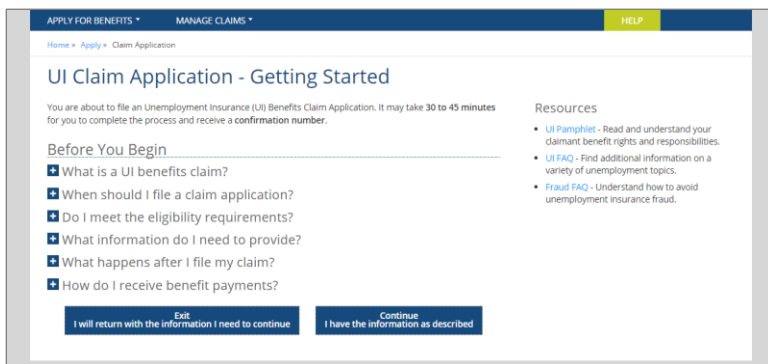 APPLY FOR BENEFITS MANAGE CLAIMS HELP
Home » Apply » Claim Application
UI Claim Application - Getting Started
You are about to file an Unemployment Insurance (UI) Benefits Claim Application. It may take 30 to 45 minutes
for you to complete the process and receive a confirmation number.
Before You Begin
What is a UI benefits claim?
When should I file a claim application?
Do I meet the eligibility requirements?
What information do I need to provide?
What happens after I file my claim?
How do I receive benefit payments?
Exit
I will return with the information I need to continue
Continue
I have the information as described
Resources
UI Pamphlet - Read and understand your
claimant benefit rights and responsibilities.
UI FAQ - Find additional information on a
variety of unemployment topics.
Fraud FAQ - Understand how to avoid
unemployment insurance fraud.